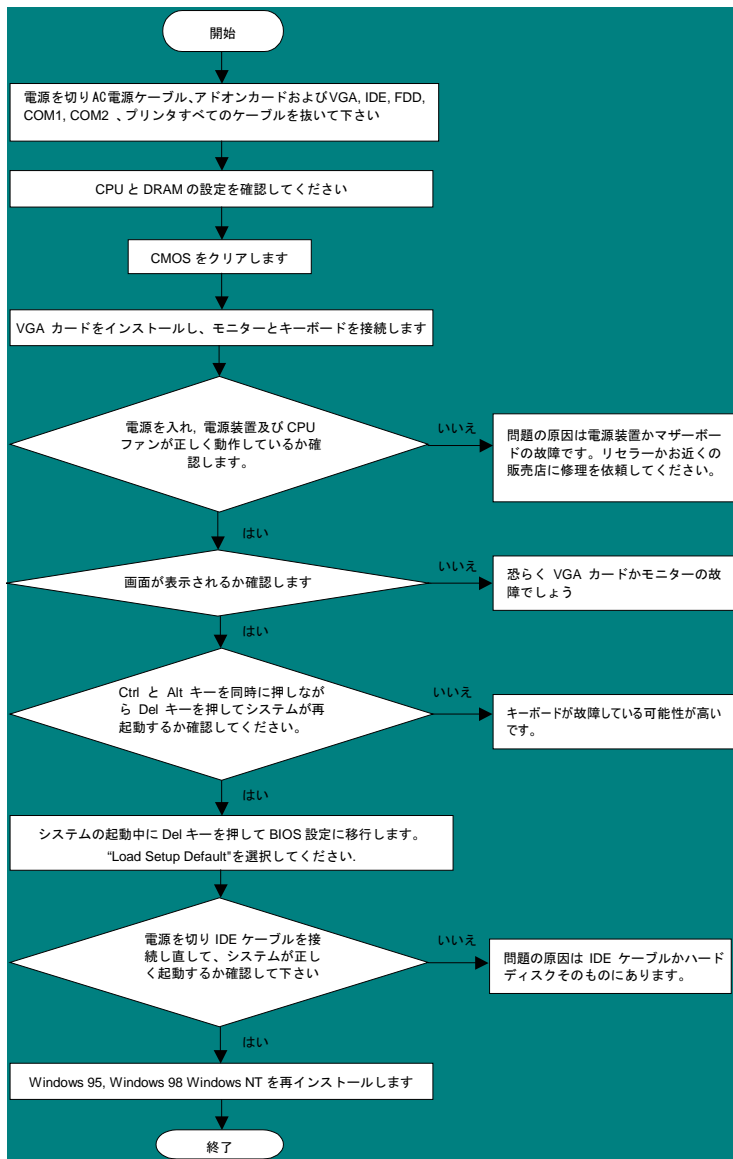 開始
電源を切りAC電源ケーブル、アドオンカードおよびVGA, IDE, FDD,
COM1, COM2 、プリンタすべてのケーブルを抜いて下さい
CPU と DRAM の設定を確認してください
CMOS をクリアします
VGA カードをインストールし、モニターとキーボードを接続します
電源を入れ, 電源装置及び CPU
ファンが正しく動作しているか確
認します。
いいえ
問題の原因は電源装置かマザーボー
ドの故障です。リセラーかお近くの
販売店に修理を依頼してください。
はい
画面が表示されるか確認します
いいえ
恐らく VGA カードかモニターの故
障でしょう
はい
Ctrl と Alt キーを同時に押しなが
ら Del キーを押してシステムが再
起動するか確認してください。
いいえ
キーボードが故障している可能性が高い
です。
はい
システムの起動中に Del キーを押して BIOS 設定に移行します。
“Load Setup Default”を選択してください.
電源を切り IDE ケーブルを接
続し直して、システムが正し
く起動するか確認して下さい
いいえ
問題の原因は IDE ケーブルかハード
ディスクそのものにあります。
はい
Windows 95, Windows 98 Windows NT を再インストールします
終了